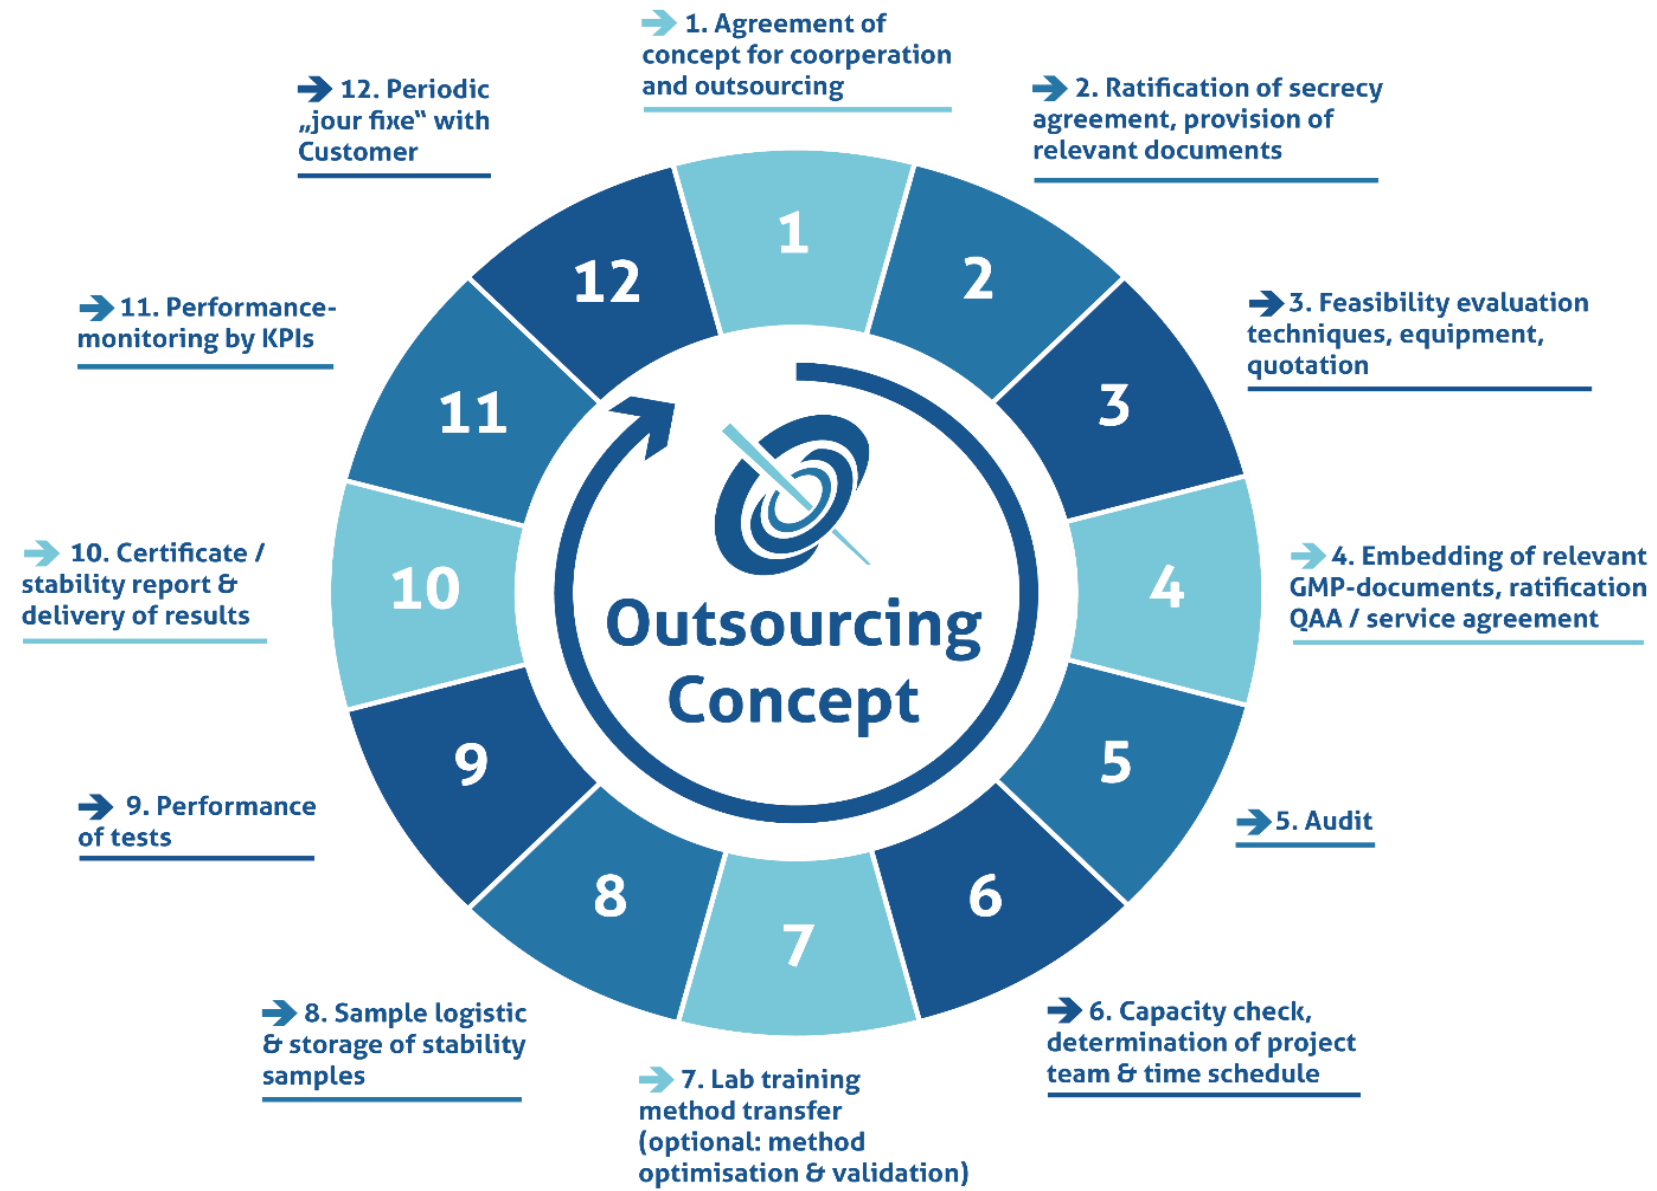 1. Agreement of
concept for coorperation
and outsourcing
2. Ratification of secrecy
agreement, provision of
relevant documents
3. Feasibility evaluation
techniques, equipment,
quotation
4. Embedding of relevant
GMP-documents, ratification
QAA / service agreement
5. Audit
6. Capacity check,
determination of project
team & time schedule
7. Lab training
method transfer
(optional: method
optimisation & validation)
8. Sample logistic
& storage of stability
samples
9. Performance
of tests
10. Certificate /
stability report &
delivery of results
11. Performance-
monitoring by KPIs
12. Periodic
„jour fixe“ with
Customer
1
2
3
4
5
6
7
8
9
10
11
12
Outsourcing
Concept